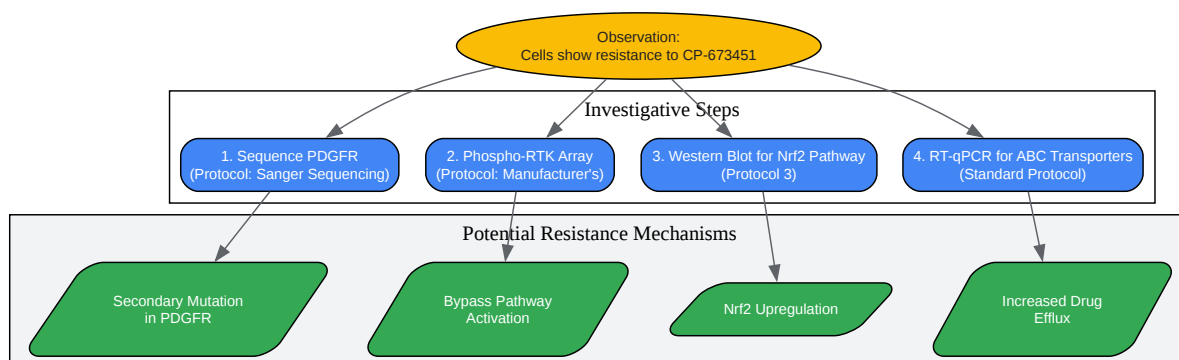 Observation:
Cells show resistance to CP-673451
Investigative Steps
1. Sequence PDGFR
(Protocol: Sanger Sequencing)
2. Phospho-RTK Array
(Protocol: Manufacturer's)
3. Western Blot for Nrf2 Pathway
(Protocol 3)
4. RT-qPCR for ABC Transporters
(Standard Protocol)
Potential Resistance Mechanisms
Secondary Mutation
in PDGFR
Bypass Pathway
Activation
Nrf2 Upregulation
Increased Drug
Efflux